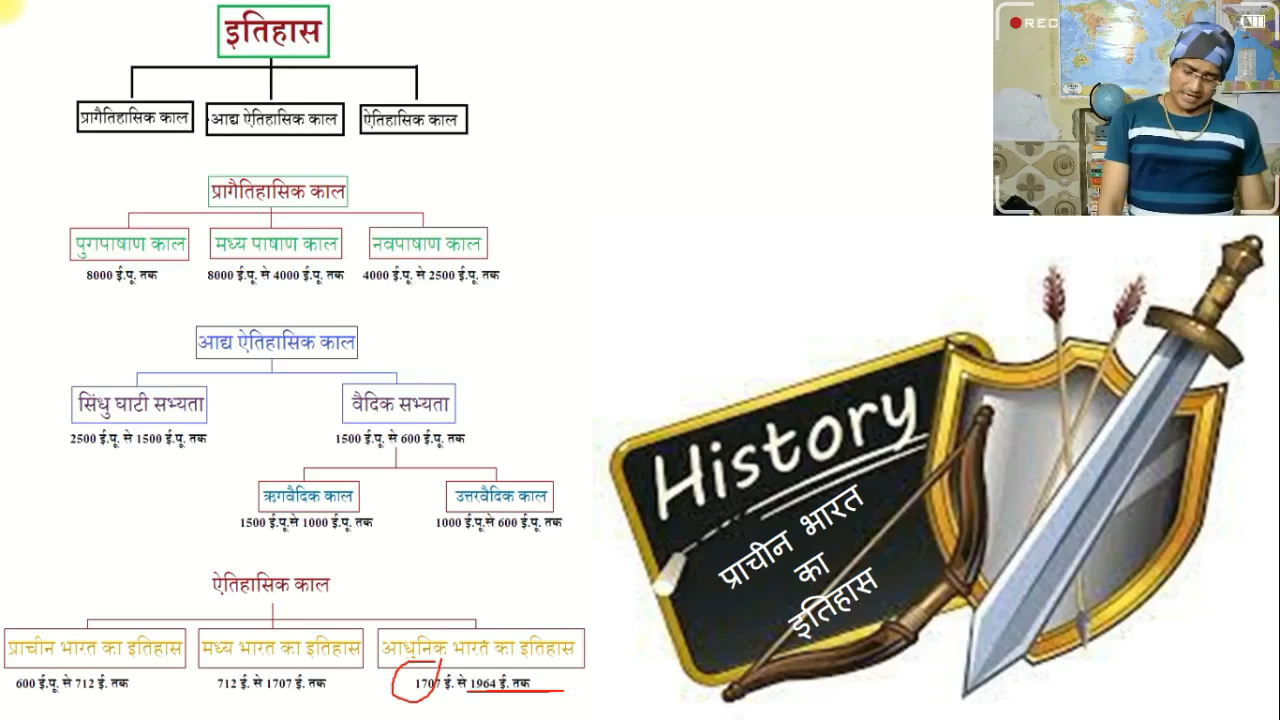 इतिहास
प्रागैतिहासिक काल
आद्य ऐतिहासिक काल
ऐतिहासिक काल
प्रागैतिहासिक काल
पुरापाषाण काल
मध्य पाषाण काल
नवपाषाण काल
8000 ई.पू. तक
8000 ई.पू. से 4000 ई.पू. तक
4000 ई.पू. से 2500 ई.पू. तक
आद्य ऐतिहासिक काल
सिंधु घाटी सभ्यता
वैदिक सभ्यता
2500 ई.पू. से 1500 ई.पू. तक
1500 ई.पू. से 600 ई.पू. तक
ऋगवैदिक काल
उत्तरवैदिक काल
1500 ई.पू.से 1000 ई.पू. तक
1000 ई.पू.से 600 ई.पू. तक
ऐतिहासिक काल
प्राचीन भारत का इतिहास
मध्य भारत का इतिहास
आधुनिक भारत का इतिहास
600 ई.पू. से 712 ई. तक
712 ई. से 1707 ई. तक
1707 ई. से 1964 ई. तक
REC
History
प्राचीन भारत
का
इतिहास